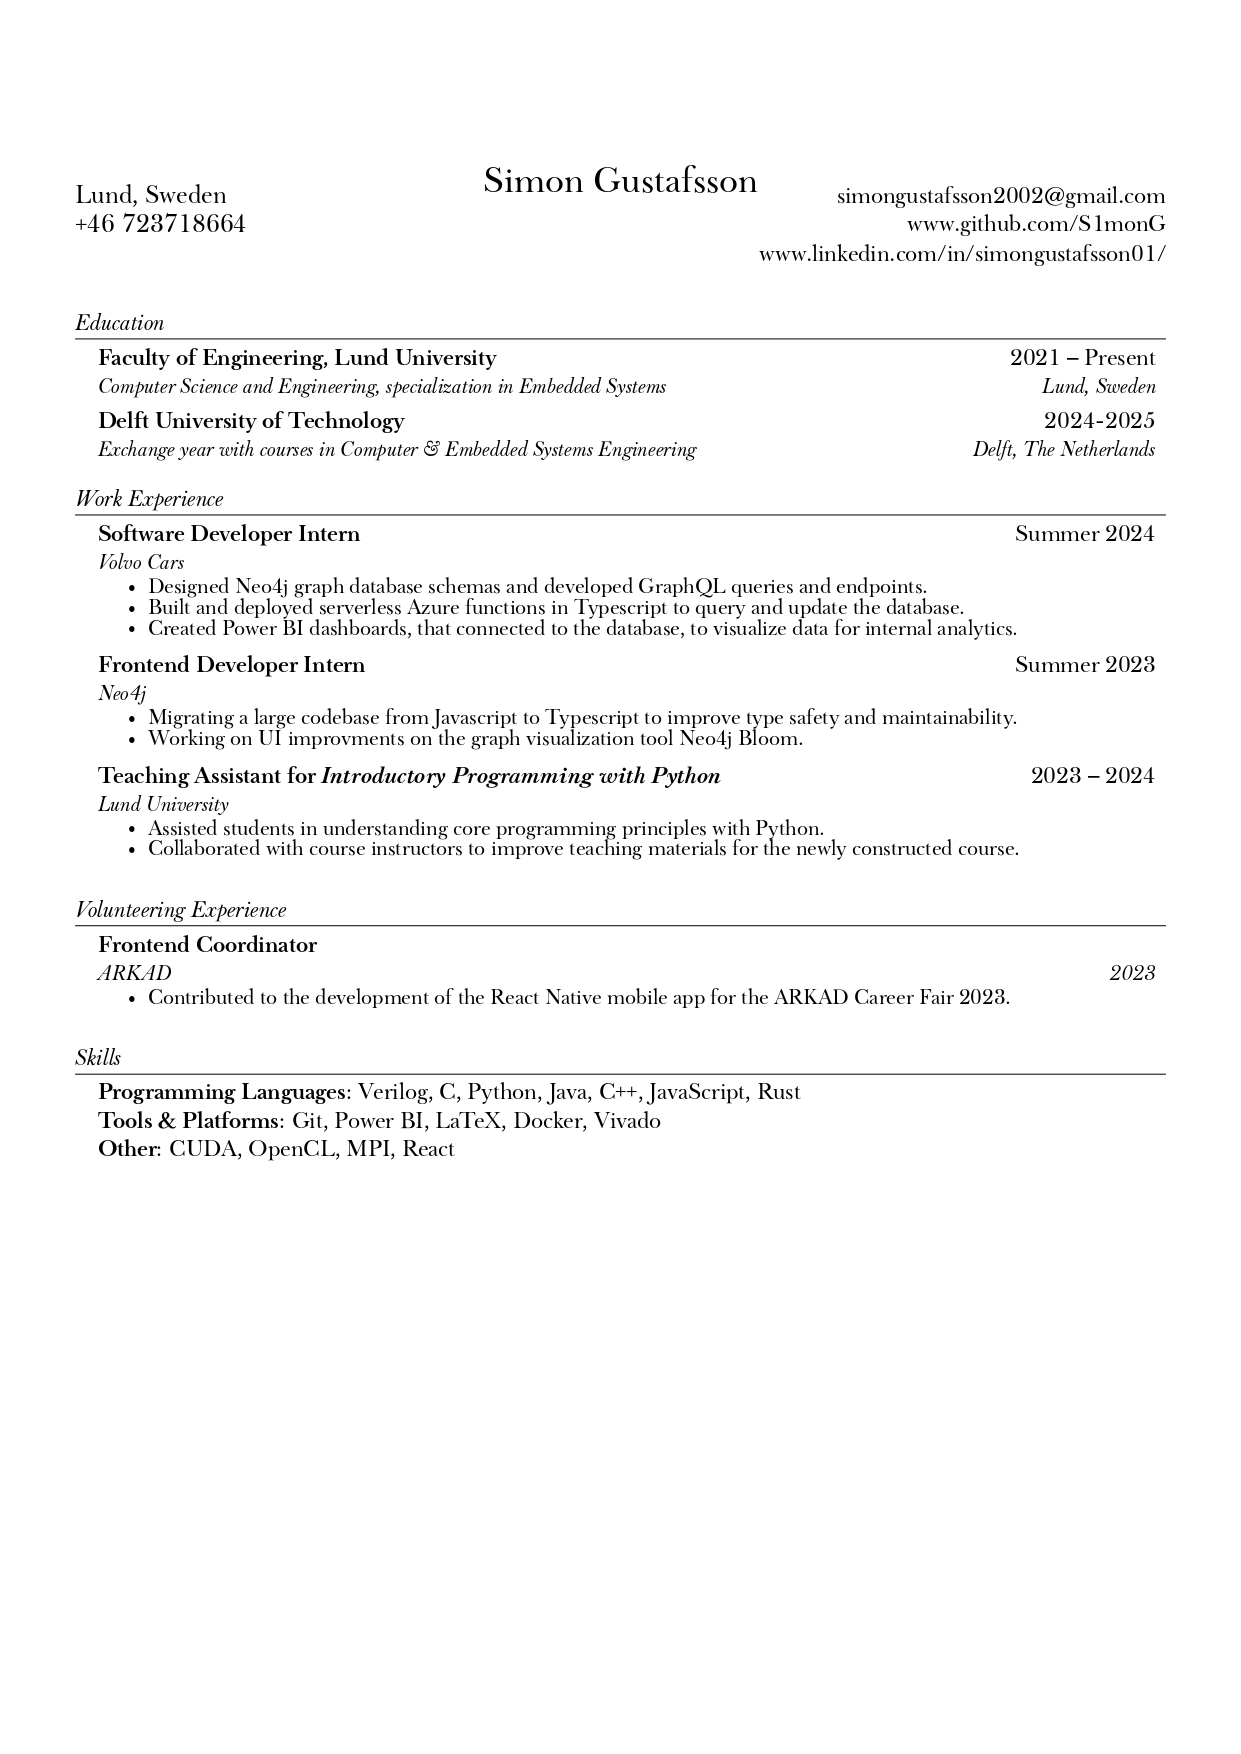 Simon Gustafsson
Lund, Sweden
+46 723718664
simongustafsson2002@gmail.com
www.github.com/S1monG
www.linkedin.com/in/simongustafsson01/
Education
Faculty of Engineering, Lund University 2021 – Present
Computer Science and Engineering, specialization in Embedded Systems Lund, Sweden
Delft University of Technology 2024-2025
Exchange year with courses in Computer & Embedded Systems Engineering Delft, The Netherlands
Work Experience
Software Developer Intern Summer 2024
Volvo Cars
• Designed Neo4j graph database schemas and developed GraphQL queries and endpoints.
• Built and deployed serverless Azure functions in Typescript to query and update the database.
• Created Power BI dashboards, that connected to the database, to visualize data for internal analytics.
Frontend Developer Intern Summer 2023
Neo4j
• Migrating a large codebase from Javascript to Typescript to improve type safety and maintainability.
• Working on UI improvments on the graph visualization tool Neo4j Bloom.
Teaching Assistant for Introductory Programming with Python 2023 – 2024
Lund University
• Assisted students in understanding core programming principles with Python.
• Collaborated with course instructors to improve teaching materials for the newly constructed course.
Volunteering Experience
Frontend Coordinator
ARKAD 2023
• Contributed to the development of the React Native mobile app for the ARKAD Career Fair 2023.
Skills
Programming Languages: Verilog, C, Python, Java, C++, JavaScript, Rust
Tools & Platforms: Git, Power BI, LaTeX, Docker, Vivado
Other: CUDA, OpenCL, MPI, React